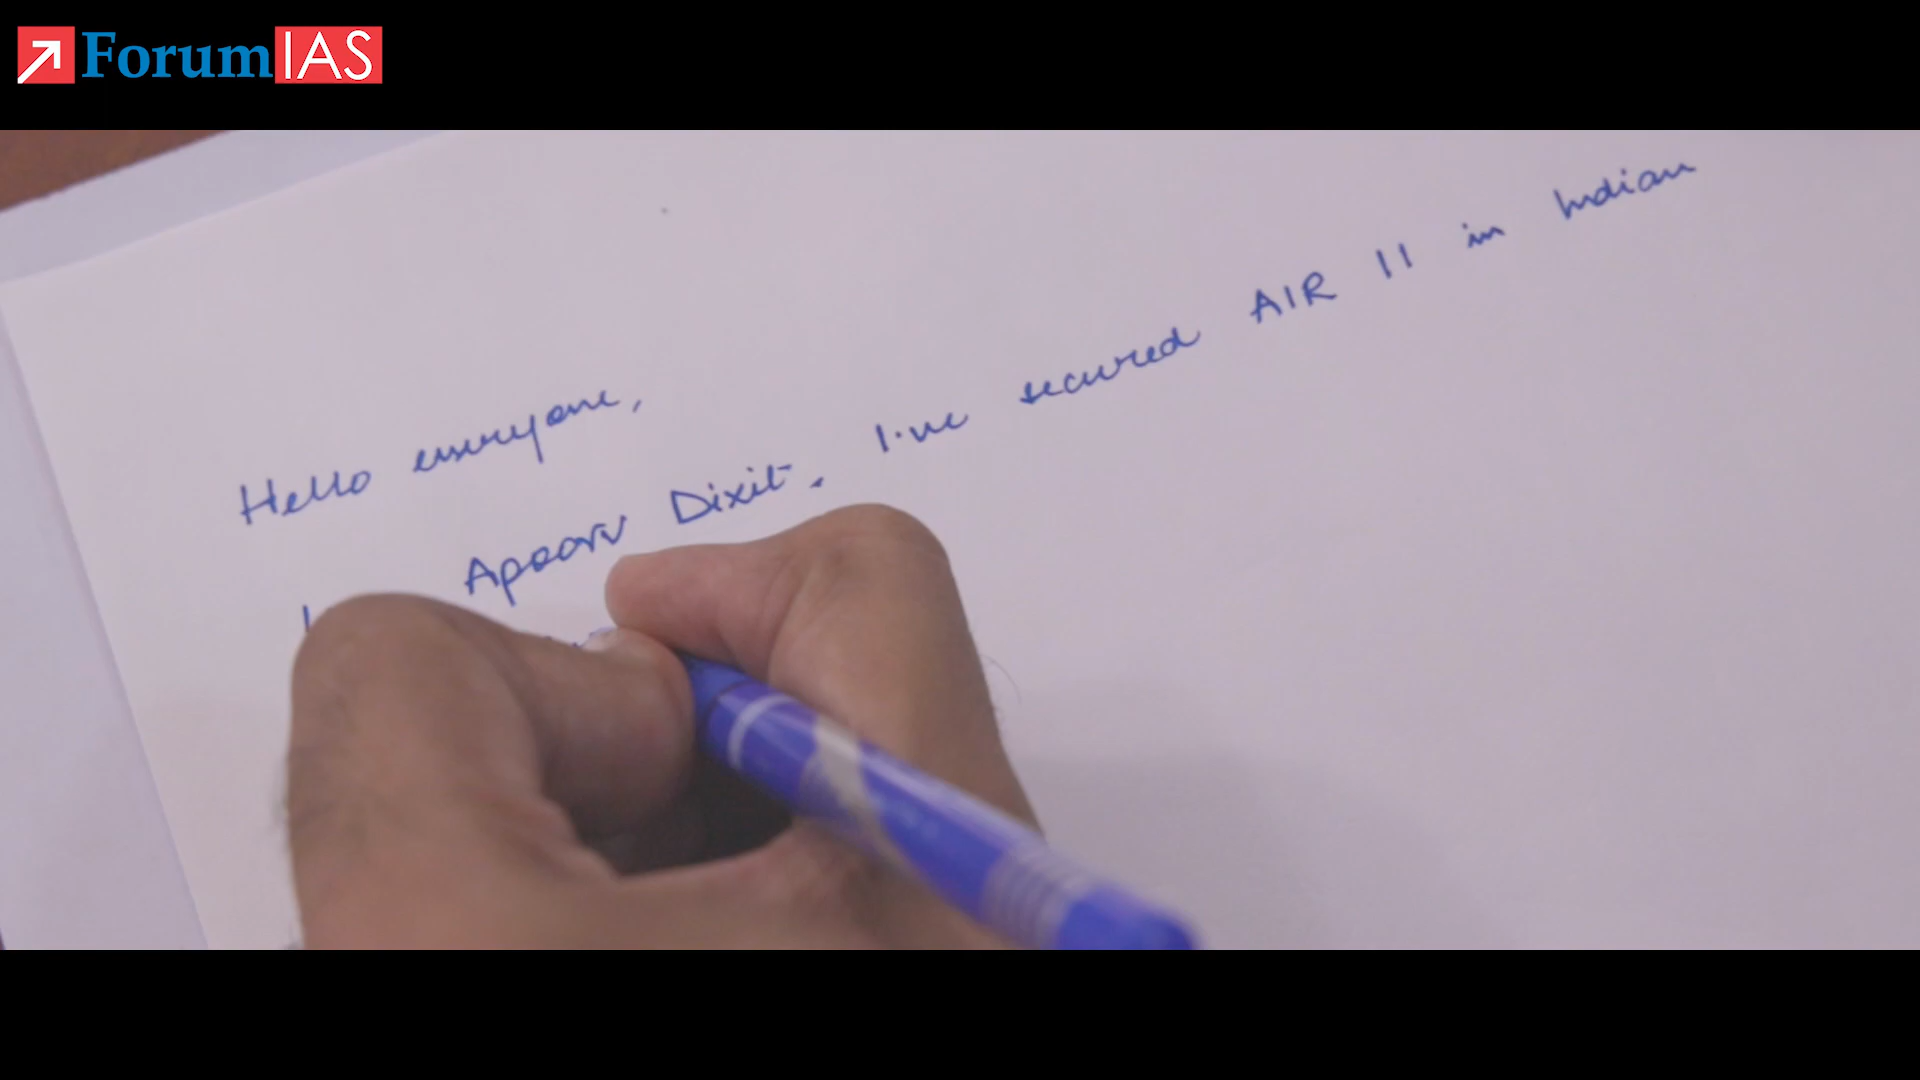 ForumIAS
Hello everyone,
I Apoorv Dixit. I've secured AIR 11 in Indian